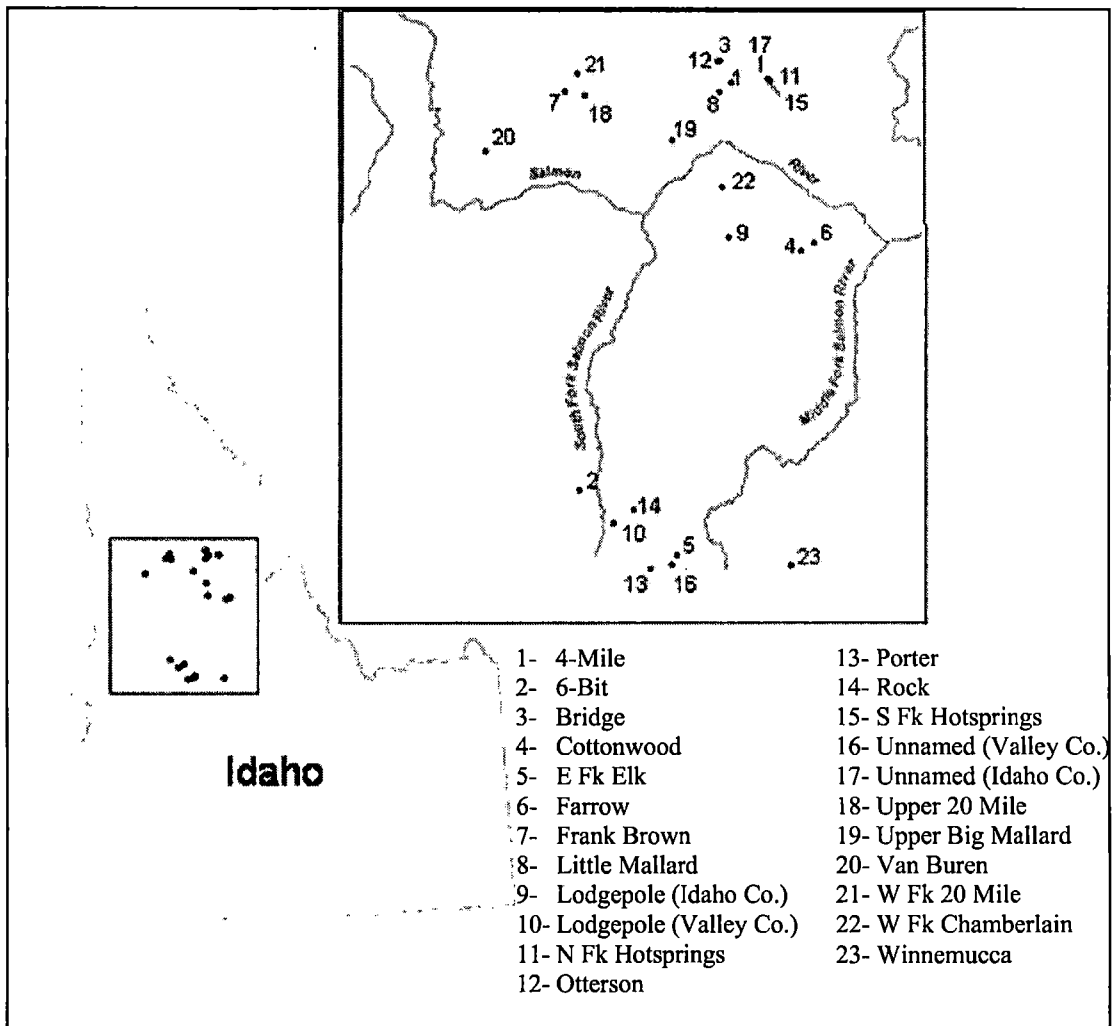 3
17
12
21
1
11
7
8
18
15
19
20
Salmon
River
22
9
6
4
South Fork Salmon River
Middle Fork Salmon River
2
14
10
5
23
13
16
Idaho
1- 4-Mile
2- 6-Bit
3- Bridge
4- Cottonwood
5- E Fk Elk
6- Farrow
7- Frank Brown
8- Little Mallard
9- Lodgepole (Idaho Co.)
10- Lodgepole (Valley Co.)
11- N Fk Hotsprings
12- Otterson
13- Porter
14- Rock
15- S Fk Hotsprings
16- Unnamed (Valley Co.)
17- Unnamed (Idaho Co.)
18- Upper 20 Mile
19- Upper Big Mallard
20- Van Buren
21- W Fk 20 Mile
22- W Fk Chamberlain
23- Winnemucca